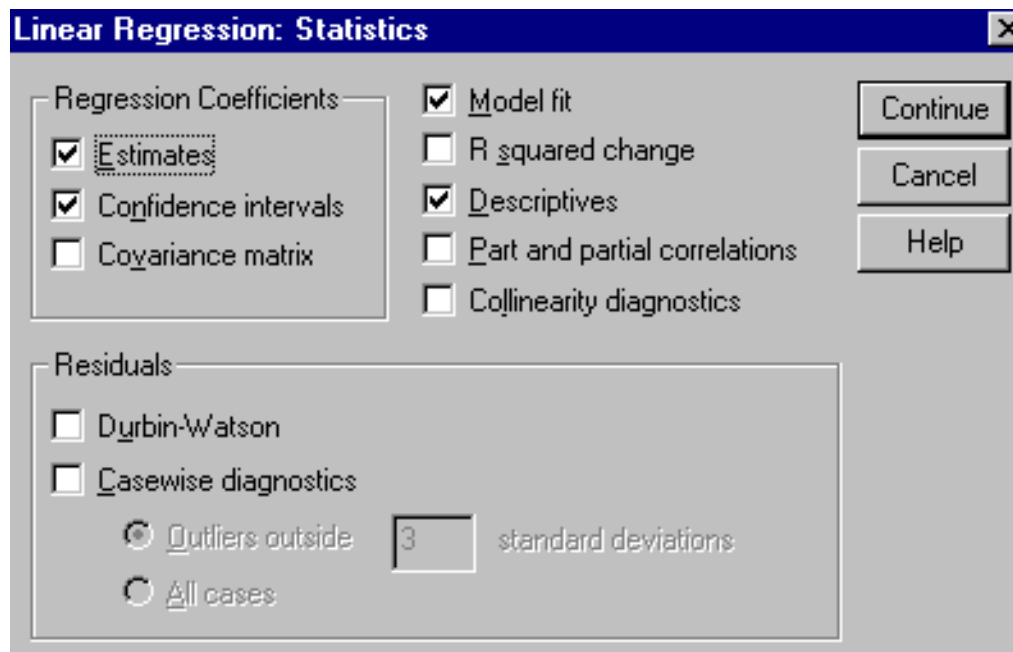 Linear Regression: Statistics
Regression Coefficients
Estimates
Confidence intervals
Covariance matrix
Model fit
R squared change
Descriptives
Part and partial correlations
Collinearity diagnostics
Continue
Cancel
Help
Residuals
Durbin-Watson
Casewise diagnostics
Outliers outside 3 standard deviations
All cases